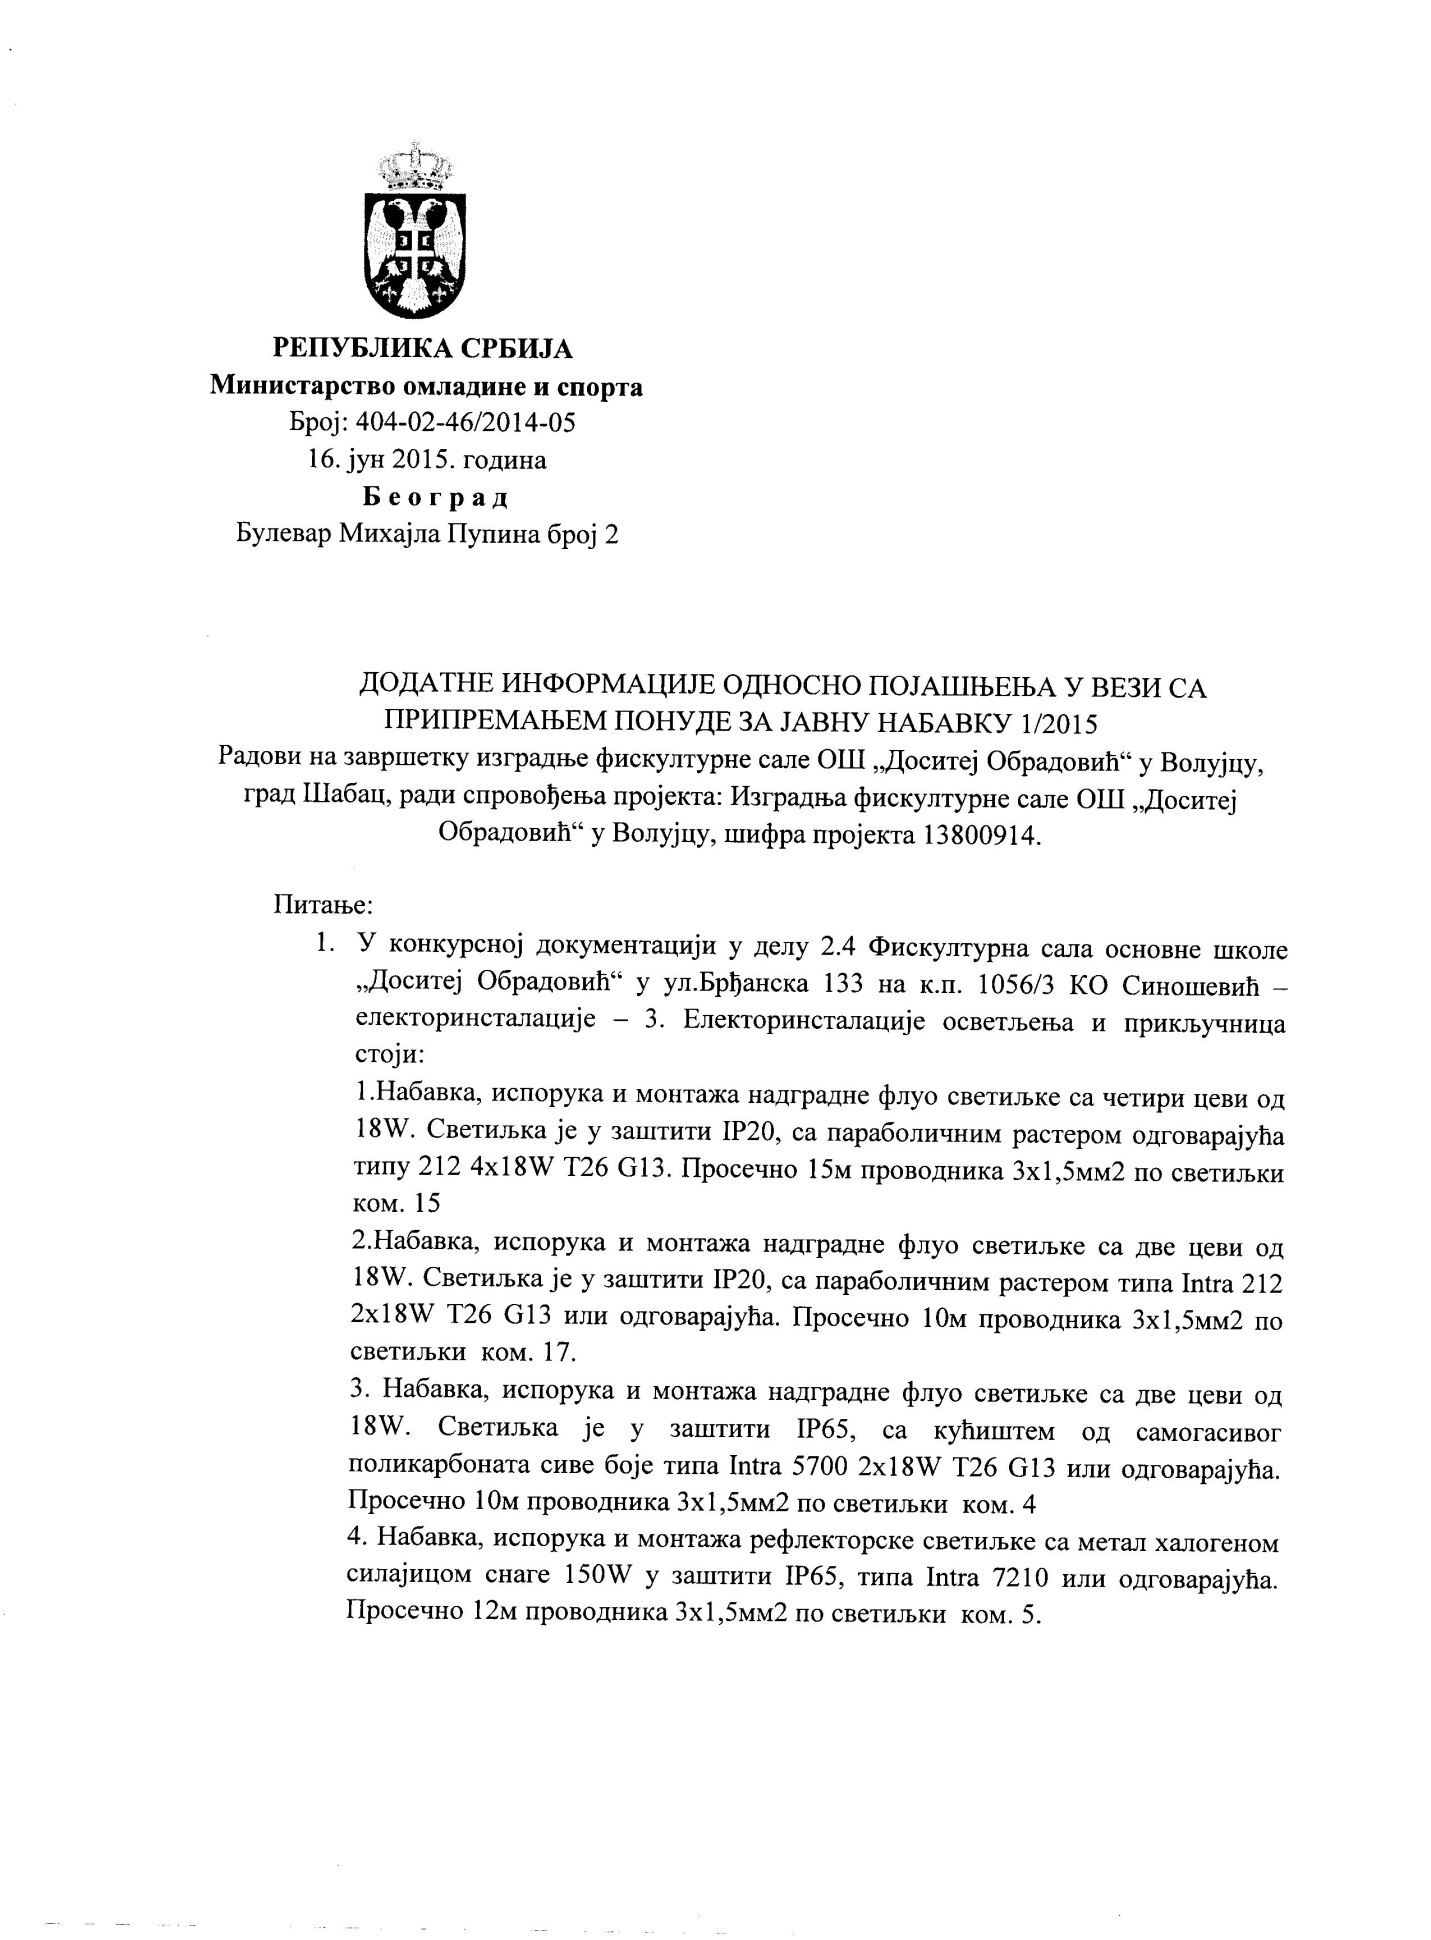 РЕПУБЛИКА СРБИЈА
Министарство омладине и спорта
Број: 404-02-46/2014-05
16. јун 2015. година
Б е о г р а д
Булевар Михајла Пупина број 2
ДОДАТНЕ ИНФОРМАЦИЈЕ ОДНОСНО ПОЈАШЊЕЊА У ВЕЗИ СА
ПРИПРЕМАЊЕМ ПОНУДЕ ЗА ЈАВНУ НАБАВКУ 1/2015
Радови на завршетку изградње фискултурне сале ОШ „Доситеј Обрадовић“ у Волујцу,
град Шабац, ради спровођења пројекта: Изградња фискултурне сале ОШ „Доситеј
Обрадовић“ у Волујцу, шифра пројекта 13800914.
Питање:
1. У конкурсној документацији у делу 2.4 Фискултурна сала основне школе
„Доситеј Обрадовић“ у ул.Брђанска 133 на к.п. 1056/3 КО Синошевић –
електоринсталације – 3. Електоринсталације осветљења и прикључница
стоји:
1.Набавка, испорука и монтажа надградне флуо светиљке са четири цеви од
18W. Светиљка је у заштити IP20, са параболичним растером одговарајућа
типу 212 4x18W T26 G13. Просечно 15м проводника 3x1,5мм2 по светиљки
ком. 15
2.Набавка, испорука и монтажа надградне флуо светиљке са две цеви од
18W. Светиљка је у заштити IP20, са параболичним растером типа Intra 212
2x18W T26 G13 или одговарајућа. Просечно 10м проводника 3x1,5мм2 по
светиљки ком. 17.
3. Набавка, испорука и монтажа надградне флуо светиљке са две цеви од
18W. Светиљка је у заштити IP65, са кућиштем од самогасивог
поликарбоната сиве боје типа Intra 5700 2x18W T26 G13 или одговарајућа.
Просечно 10м проводника 3x1,5мм2 по светиљки ком. 4
4. Набавка, испорука и монтажа рефлекторске светиљке са метал халогеном
силајицом снаге 150W у заштити IP65, типа Intra 7210 или одговарајућа.
Просечно 12м проводника 3x1,5мм2 по светиљки ком. 5.